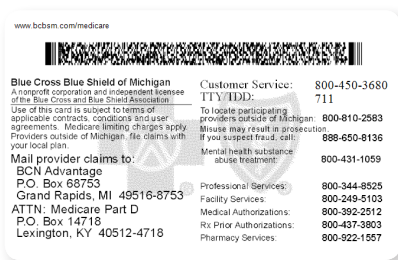 www.bcbsm.com/medicare
Blue Cross Blue Shield of Michigan
A nonprofit corporation and independent licensee
of the Blue Cross and Blue Shield Association
Use of this card is subject to terms of
applicable contracts, conditions and user
agreements. Medicare limiting charges apply.
Providers outside of Michigan, file claims with
your local plan.
Mail provider claims to:
BCN Advantage
P.O. Box 68753
Grand Rapids, MI 49516-8753
ATTN: Medicare Part D
P.O. Box 14718
Lexington, KY 40512-4718
Customer Service: 800-450-3680
TTY/TDD: 711
To locate participating
providers outside of Michigan: 800-810-2583
Misuse may result in prosecution.
If you suspect fraud, call: 888-650-8136
Mental health substance
abuse treatment: 800-431-1059
Professional Services: 800-344-8525
Facility Services: 800-249-5103
Medical Authorizations: 800-392-2512
Rx Prior Authorizations: 800-437-3803
Pharmacy Services: 800-922-1557